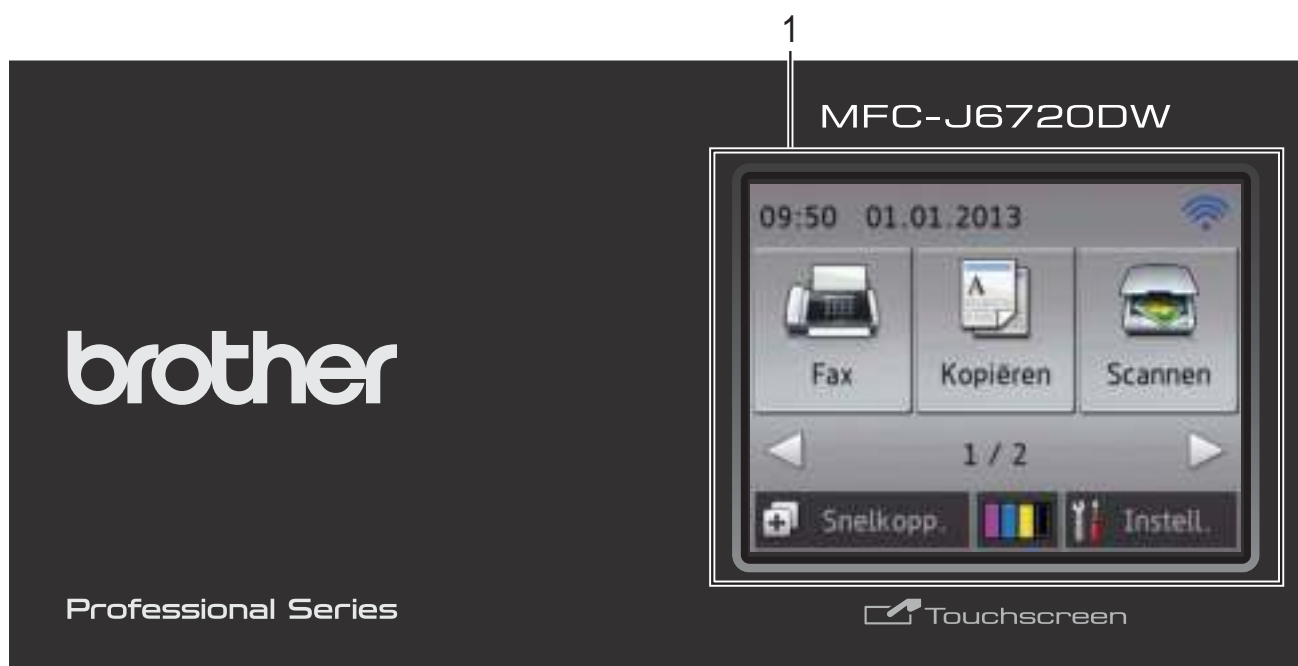 1
MFC-J6720DW
09:50 01.01.2013
Fax Kopiëren Scannen
brother
1 / 2
Snelkopp. Instell.
Professional Series
Touchscreen